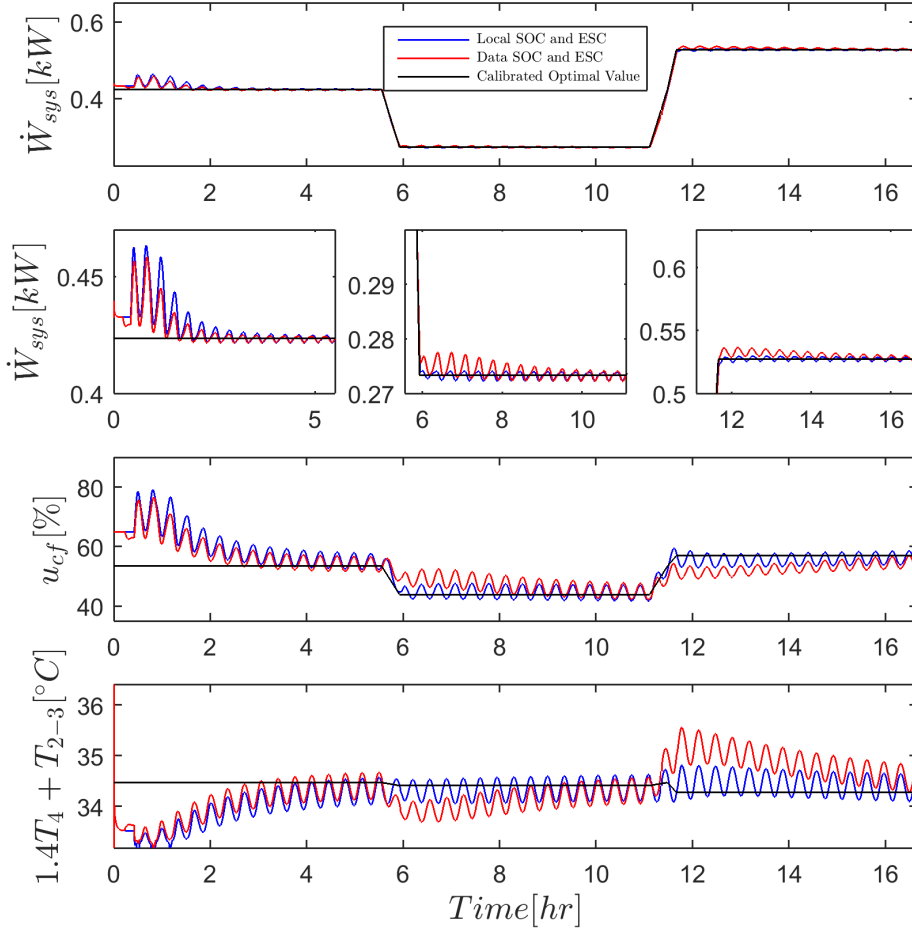 0.6
0.4
Ẇsys[kW]
Local SOC and ESC
Data SOC and ESC
Calibrated Optimal Value
0 2 4 6 8 10 12 14 16
Ẇsys[kW]
0.45
0.4
0 5
0.29
0.28
0.27
6 8 10
0.6
0.55
0.5
12 14 16
ucf[%]
80
60
40
0 2 4 6 8 10 12 14 16
1.4T4 + T2−3[°C]
36
35
34
0 2 4 6 8 10 12 14 16
Time[hr]